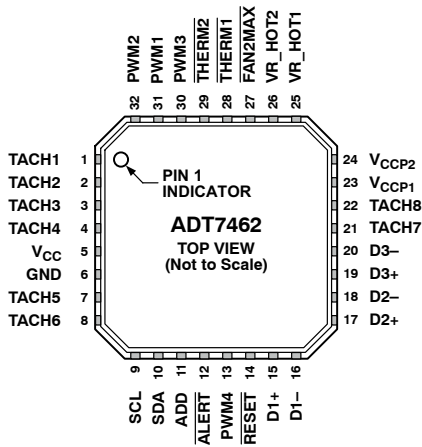 PWM2
PWM1
PWM3
THERM2
THERM1
FAN2MAX
VR_HOT2
VR_HOT1
32
31
30
29
28
27
26
25
TACH1 1
TACH2 2
TACH3 3
TACH4 4
VCC 5
GND 6
TACH5 7
TACH6 8
PIN 1
INDICATOR
ADT7462
TOP VIEW
(Not to Scale)
24 VCCP2
23 VCCP1
22 TACH8
21 TACH7
20 D3–
19 D3+
18 D2–
17 D2+
9
10
11
12
13
14
15
16
SCL
SDA
ADD
ALERT
PWM4
RESET
D1+
D1–